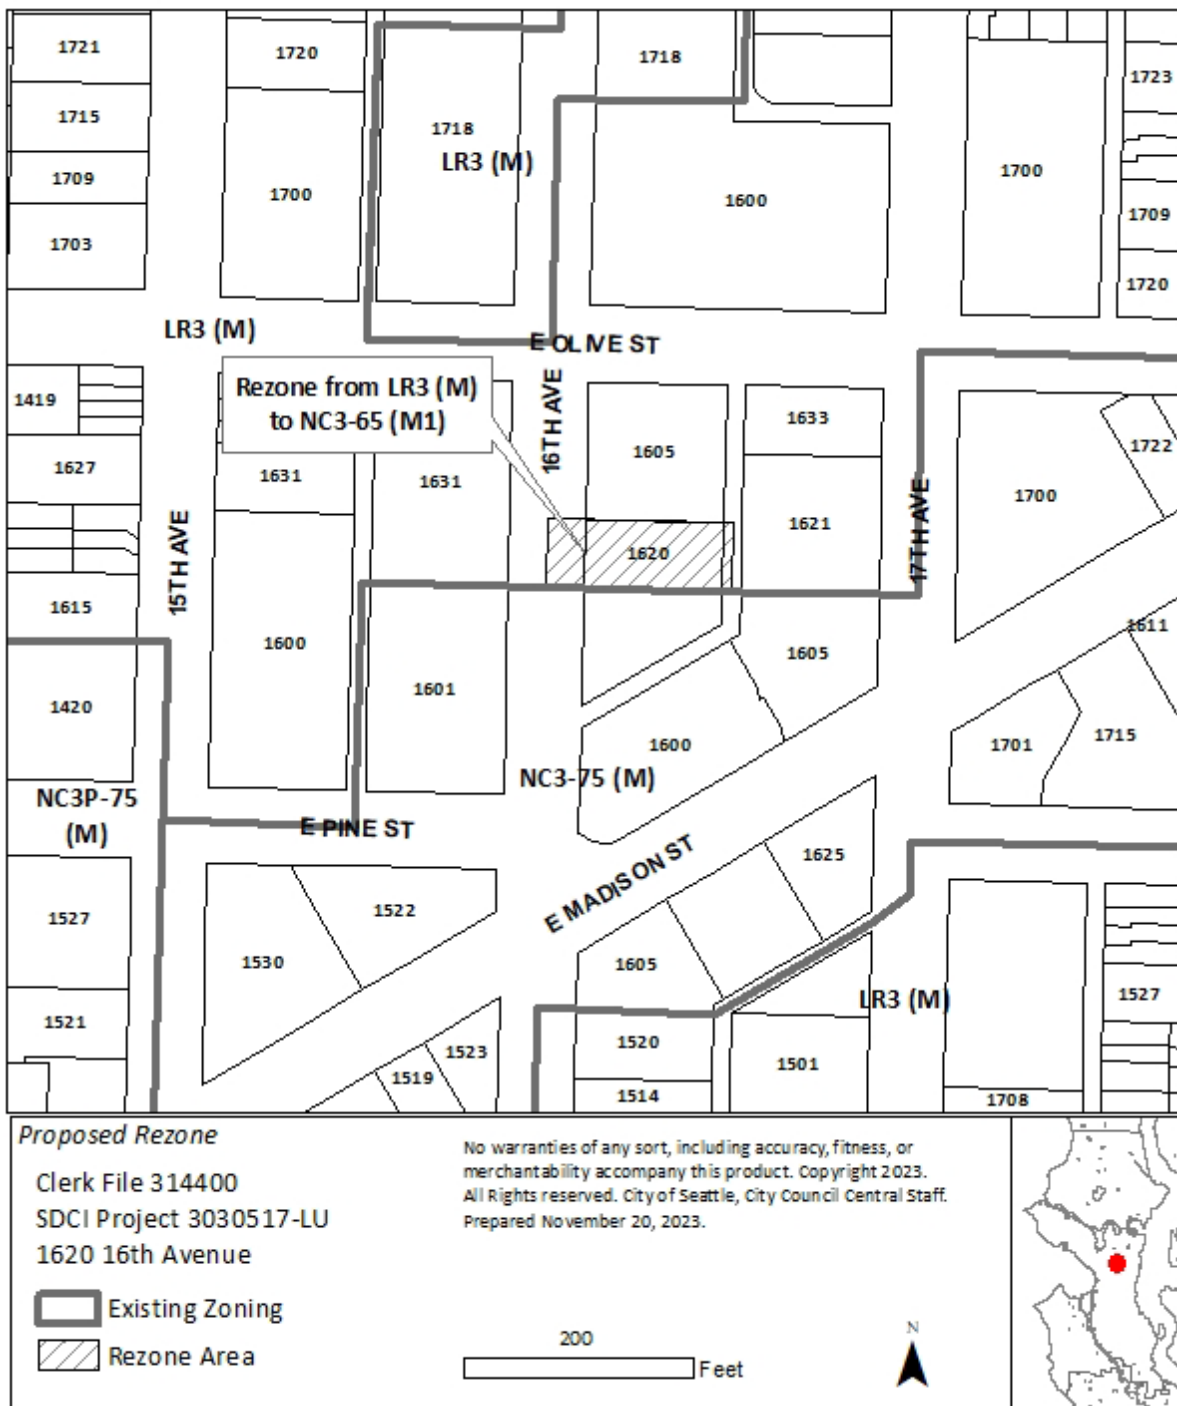 1721
1720
1718
1723
1715
1718
LR3 (M)
1700
1709
1700
1600
1709
1703
1720
LR3 (M)
E OLIVE ST
Rezone from LR3 (M)
to NC3-65 (M1)
1419
16TH AVE
1633
1722
1627
1631
1631
1605
1700
1621
15TH AVE
17TH AVE
1620
1615
1611
1600
1601
1605
1420
1600
1701
1715
NC3-75 (M)
NC3P-75
(M)
E PINE ST
E MADISON ST
1625
1527
1522
1530
1605
LR3 (M)
1527
1521
1520
1523
1519
1501
1514
1708
Proposed Rezone
Clerk File 314400
SDCI Project 3030517-LU
1620 16th Avenue
Existing Zoning
Rezone Area
No warranties of any sort, including accuracy, fitness, or
merchantability accompany this product. Copyright 2023.
All Rights reserved. City of Seattle, City Council Central Staff.
Prepared November 20, 2023.
200
Feet
N